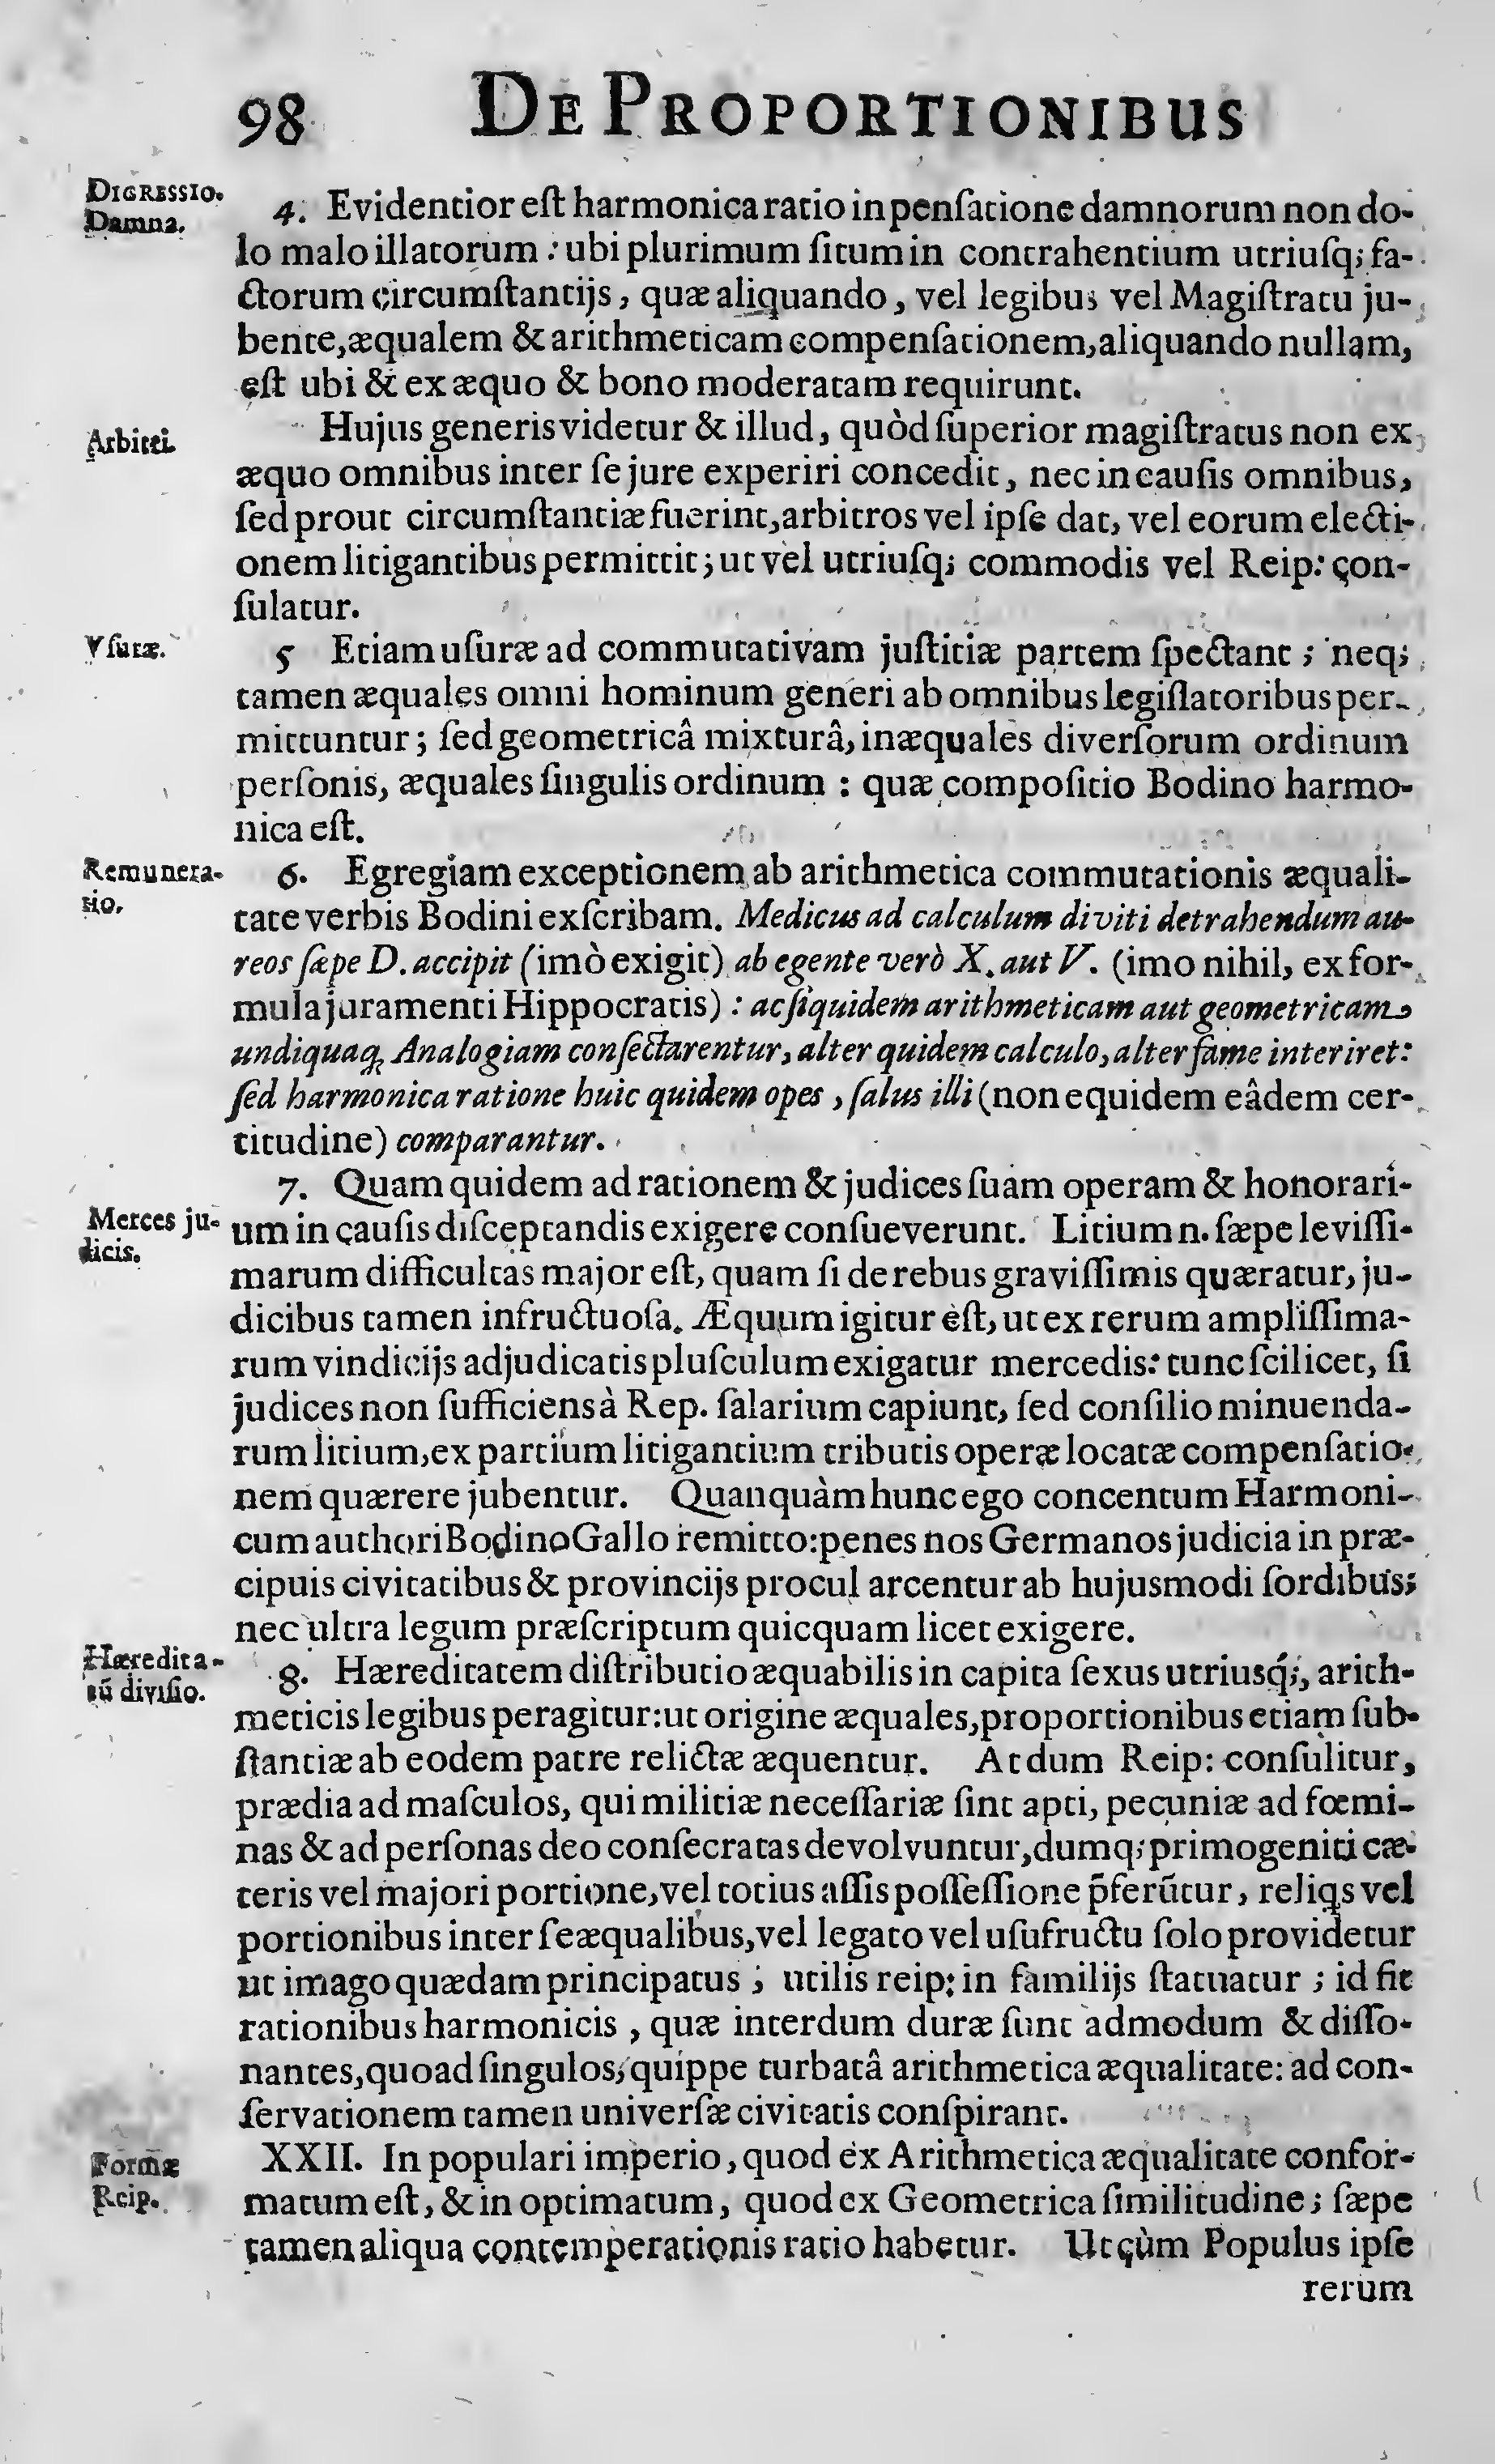 98 DE PROPORTIONIBUS
DIGRESSIO.
Damna.
4. Evidentior eſt harmonica ratio in penſatione damnorum non do-
lo malo illatorum : ubi plurimum ſitum in contrahentium utriuſq; fa-
ctorum circumſtantijs, quæ aliquando, vel legibus vel Magiſtratu ju-
bente, æqualem & arithmeticam compenſationem, aliquando nullam,
eſt ubi & ex æquo & bono moderatam requirunt.
Arbitri.
Hujus generis videtur & illud, quòd ſuperior magiſtratus non ex
æquo omnibus inter ſe jure experiri concedit, nec in cauſis omnibus,
ſed prout circumſtantiæ fuerint, arbitros vel ipſe dat, vel eorum electi-
onem litigantibus permittit; ut vel utriuſq; commodis vel Reip: con-
ſulatur.
Vſuræ.
5 Etiam uſuræ ad commutativam juſtitiæ partem ſpectant ; neq;
tamen æquales omni hominum generi ab omnibus legiſlatoribus per-
mittuntur; ſed geometricâ mixturâ, inæquales diverſorum ordinum
perſonis, æquales ſingulis ordinum : quæ compoſitio Bodino harmo-
nica eſt.
Remunera-
tio.
6. Egregiam exceptionem ab arithmetica commutationis æquali-
tate verbis Bodini exſcribam. Medicus ad calculum diviti detrahendum au-
reos ſæpe D. accipit (imò exigit) ab egente verò X. aut V. (imo nihil, ex for-
mula juramenti Hippocratis) : ac ſiquidem arithmeticam aut geometricam
undiquaq; Analogiam conſectarentur, alter quidem calculo, alter fame interiret:
ſed harmonica ratione huic quidem opes, ſalus illi (non equidem eâdem cer-
titudine) comparantur.
Merces ju-
dicis.
7. Quam quidem ad rationem & judices ſuam operam & honorari-
um in cauſis diſceptandis exigere conſueverunt. Litium n. ſæpe leviſſi-
marum difficultas major eſt, quam ſi de rebus graviſſimis quæratur, ju-
dicibus tamen infructuoſa. Æquum igitur eſt, ut ex rerum ampliſſima-
rum vindicijs adjudicatis pluſculum exigatur mercedis: tunc ſcilicet, ſi
judices non ſufficiens à Rep. ſalarium capiunt, ſed conſilio minuenda-
rum litium, ex partium litigantium tributis operæ locatæ compenſatio-
nem quærere jubentur. Quanquàm hunc ego concentum Harmoni-
cum authori Bodino Gallo remitto: penes nos Germanos judicia in præ-
cipuis civitatibus & provincijs procul arcentur ab hujusmodi ſordibus;
nec ultra legum præſcriptum quicquam licet exigere.
Hæredita-
tũ diviſio.
8. Hæreditatem diſtributio æquabilis in capita ſexus utriusq́;, arith-
meticis legibus peragitur: ut origine æquales, proportionibus etiam ſub-
ſtantiæ ab eodem patre relictæ æquentur. At dum Reip: conſulitur,
prædia ad maſculos, qui militiæ neceſſariæ ſint apti, pecuniæ ad fœmi-
nas & ad perſonas deo conſecratas devolvuntur, dumq; primogeniti cæ-
teris vel majori portione, vel totius aſſis poſſeſſione p̄ferũtur, reliqs vel
portionibus inter ſe æqualibus, vel legato vel uſufructu ſolo providetur
ut imago quædam principatus ; utilis reip: in familijs ſtatuatur ; id fit
rationibus harmonicis, quæ interdum duræ ſunt admodum & diſſo-
nantes, quoad ſingulos, quippe turbatâ arithmetica æqualitate: ad con-
ſervationem tamen univerſæ civitatis conſpirant.
Formæ
Reip.
XXII. In populari imperio, quod ex Arithmetica æqualitate confor-
matum eſt, & in optimatum, quod ex Geometrica ſimilitudine; ſæpe
tamen aliqua contemperationis ratio habetur. Ut cùm Populus ipſe
rerum